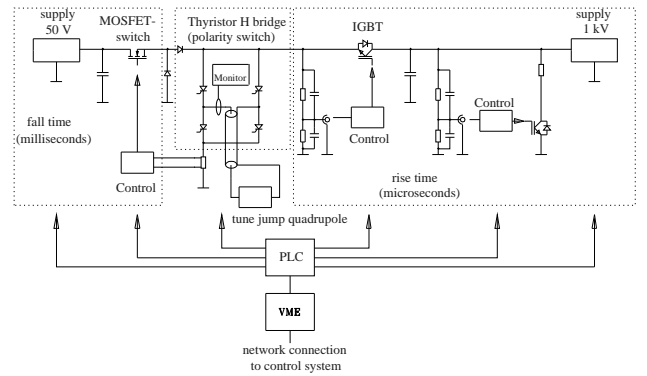 supply
50 V
MOSFET-
switch
Thyristor H bridge
(polarity switch)
IGBT
supply
1 kV
Monitor
fall time
(milliseconds)
Control
Control
Control
rise time
(microseconds)
tune jump quadrupole
PLC
VME
network connection
to control system